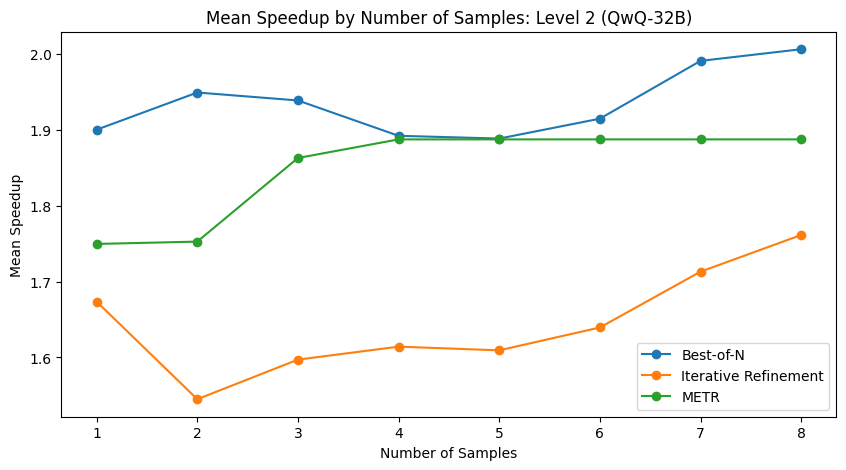 Mean Speedup by Number of Samples: Level 2 (QwQ-32B)
Mean Speedup
2.0
1.9
1.8
1.7
1.6
1 2 3 4 5 6 7 8
Number of Samples
Best-of-N
Iterative Refinement
METR